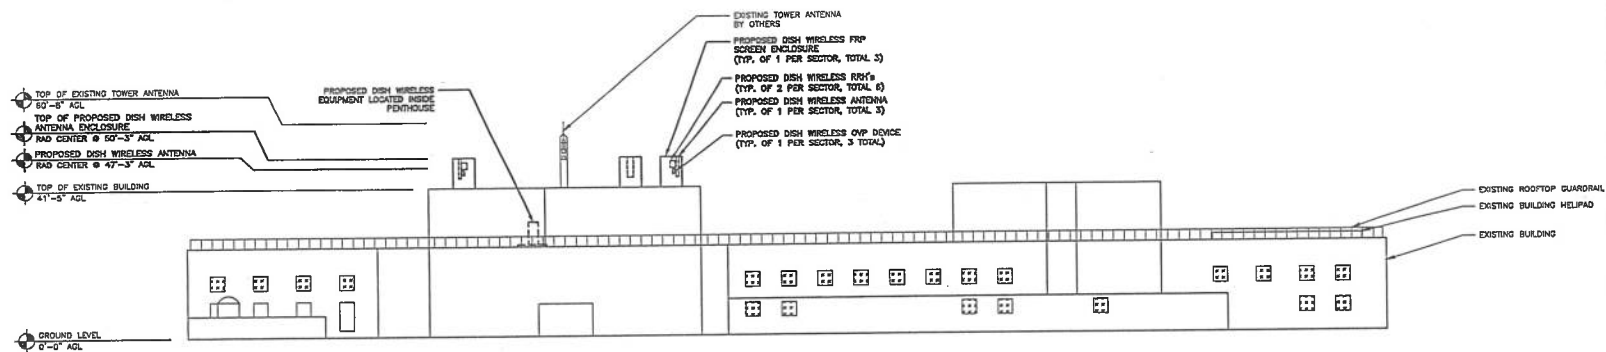 EXISTING TOWER ANTENNA
BY OTHERS
PROPOSED DISH WIRELESS FRP
SCREEN ENCLOSURE
(TYP. OF 1 PER SECTOR, TOTAL 3)
PROPOSED DISH WIRELESS RRH's
(TYP. OF 2 PER SECTOR, TOTAL 6)
PROPOSED DISH WIRELESS ANTENNA
(TYP. OF 1 PER SECTOR, TOTAL 3)
PROPOSED DISH WIRELESS OVP DEVICE
(TYP. OF 1 PER SECTOR, 3 TOTAL)
PROPOSED DISH WIRELESS
EQUIPMENT LOCATED INSIDE
PENTHOUSE
TOP OF EXISTING TOWER ANTENNA
60'-6" AGL
TOP OF PROPOSED DISH WIRELESS
ANTENNA ENCLOSURE
RAD CENTER @ 50'-3" AGL
PROPOSED DISH WIRELESS ANTENNA
RAD CENTER @ 47'-3" AGL
TOP OF EXISTING BUILDING
41'-5" AGL
GROUND LEVEL
0'-0" AGL
EXISTING ROOFTOP GUARDRAIL
EXISTING BUILDING HELIPAD
EXISTING BUILDING